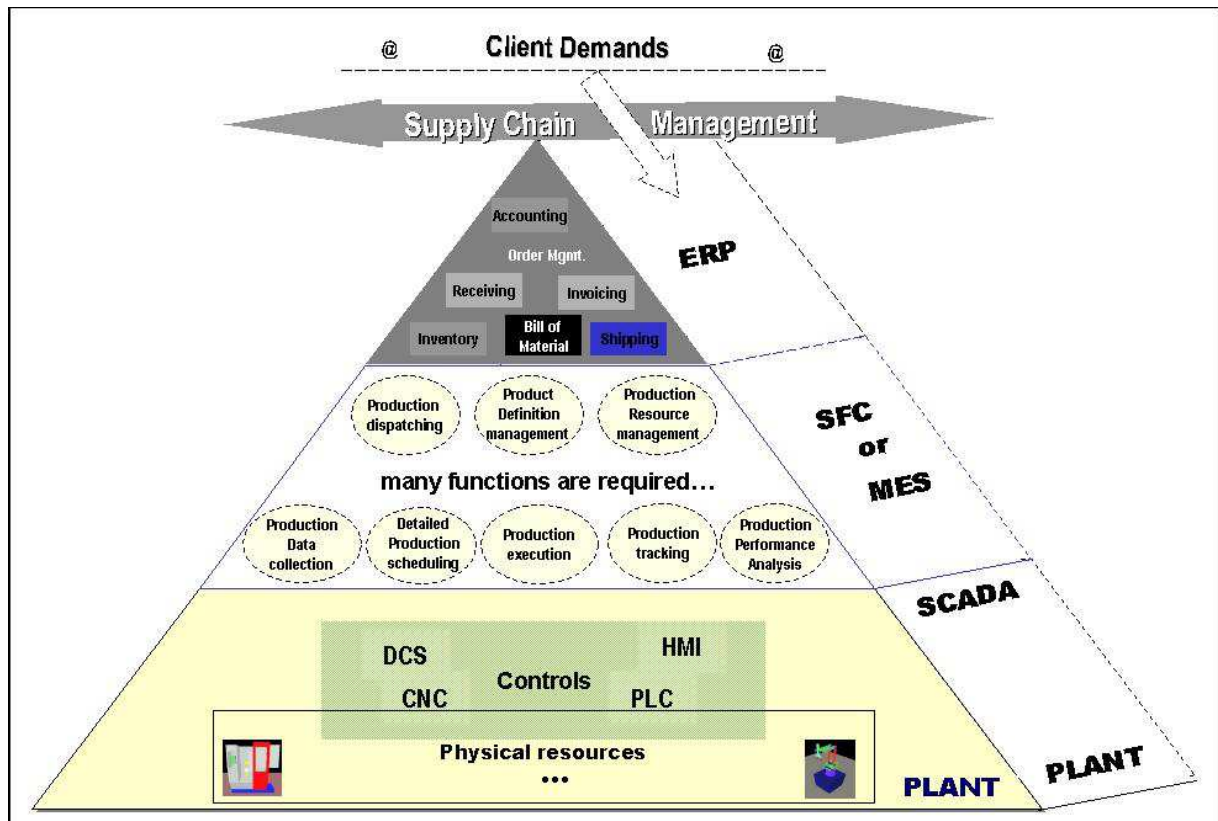 @ Client Demands @
Supply Chain Management
Accounting
Order Mgmt.
Receiving
Invoicing
Inventory
Bill of
Material
Shipping
ERP
Production
dispatching
Product
Definition
management
Production
Resource
management
many functions are required...
Production
Data
collection
Detailed
Production
scheduling
Production
execution
Production
tracking
Production
Performance
Analysis
SFC
or
MES
SCADA
DCS
HMI
Controls
CNC
PLC
Physical resources
...
PLANT
PLANT